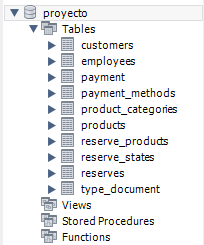 proyecto
Tables
customers
employees
payment
payment_methods
product_categories
products
reserve_products
reserve_states
reserves
type_document
Views
Stored Procedures
Functions